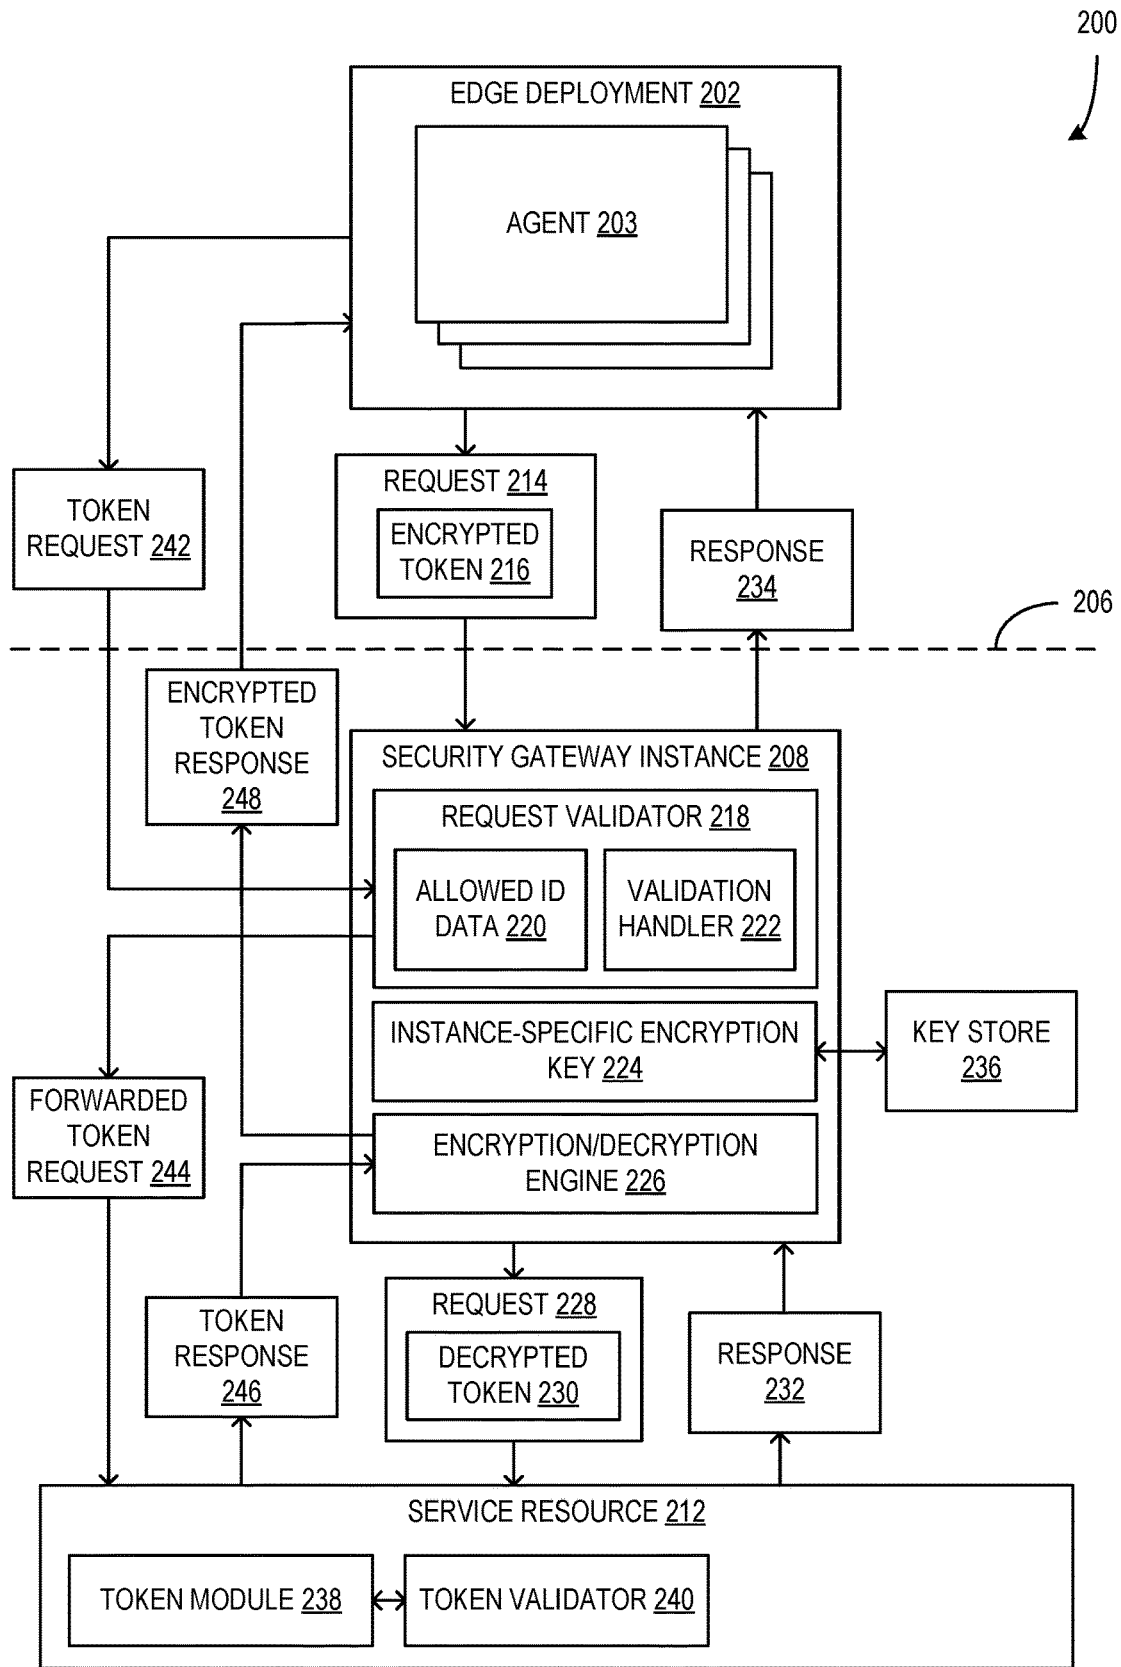 200
EDGE DEPLOYMENT 202
AGENT 203
TOKEN
REQUEST 242
REQUEST 214
ENCRYPTED
TOKEN 216
RESPONSE
234
206
ENCRYPTED
TOKEN
RESPONSE
248
SECURITY GATEWAY INSTANCE 208
REQUEST VALIDATOR 218
ALLOWED ID
DATA 220
VALIDATION
HANDLER 222
INSTANCE-SPECIFIC ENCRYPTION
KEY 224
KEY STORE
236
FORWARDED
TOKEN
REQUEST 244
ENCRYPTION/DECRYPTION
ENGINE 226
TOKEN
RESPONSE
246
REQUEST 228
DECRYPTED
TOKEN 230
RESPONSE
232
SERVICE RESOURCE 212
TOKEN MODULE 238
TOKEN VALIDATOR 240